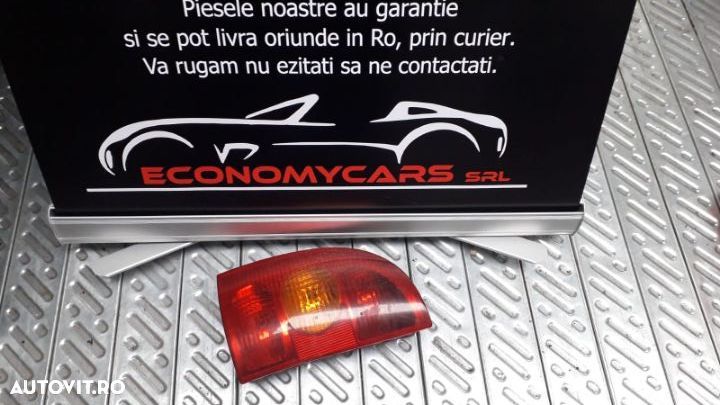 Piesele noastre au garantie
si se pot livra oriunde in Ro, prin curier.
Va rugam nu ezitati sa ne contactati.
ECONOMYCARS SRL
AUTOVIT.RO